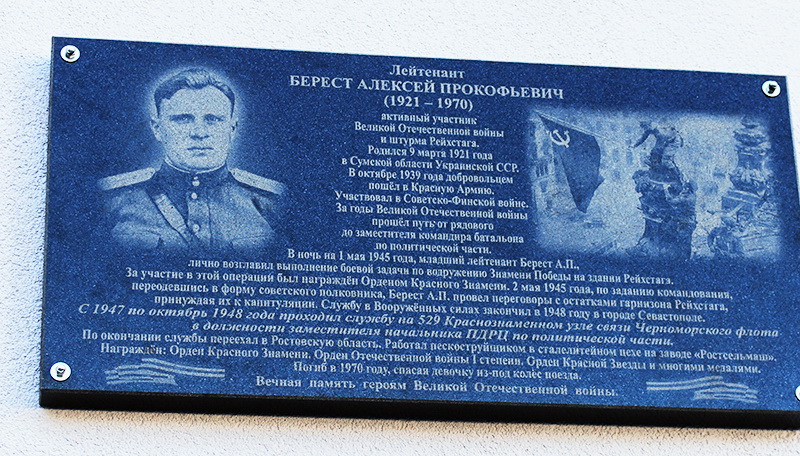 Лейтенант
БЕРЕСТ АЛЕКСЕЙ ПРОКОФЬЕВИЧ
(1921 – 1970)
активный участник
Великой Отечественной войны
и штурма Рейхстага.
Родился 9 марта 1921 года
в Сумской области Украинской ССР.
В октябре 1939 года добровольцем
пошёл в Красную Армию.
Участвовал в Советско-Финской войне.
За годы Великой Отечественной войны
прошёл путь от рядового
до заместителя командира батальона
по политической части.
В ночь на 1 мая 1945 года, младший лейтенант Берест А.П.,
лично возглавил выполнение боевой задачи по водружению Знамени Победы на здании Рейхстага.
За участие в этой операции был награждён Орденом Красного Знамени. 2 мая 1945 года, по заданию командования,
переодевшись в форму советского полковника, Берест А.П. провел переговоры с остатками гарнизона Рейхстага,
принуждая их к капитуляции. Службу в Вооружённых силах закончил в 1948 году в городе Севастополе.
С 1947 по октябрь 1948 года проходил службу на 529 Краснознаменном узле связи Черноморского флота
в должности заместителя начальника ПДРЦ по политической части.
По окончании службы переехал в Ростовскую область. Работал пескоструйщиком в сталелитейном цехе на заводе «Ростсельмаш».
Награждён: Орден Красного Знамени. Орден Отечественной войны I степени. Орден Красной Звезды и многими медалями.
Погиб в 1970 году, спасая девочку из-под колёс поезда.
Вечная память героям Великой Отечественной войны.